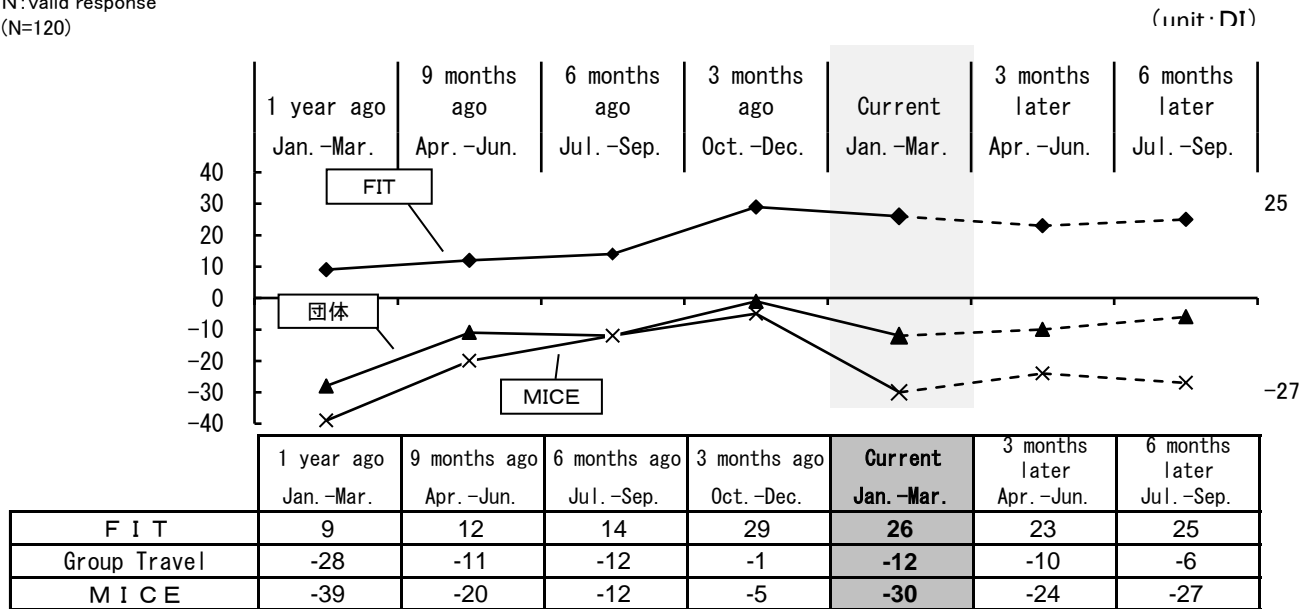 N:valid response
(N=120)
(unit:DI)
1 year ago
Jan.-Mar.
9 months ago
Apr.-Jun.
6 months ago
Jul.-Sep.
3 months ago
Oct.-Dec.
Current
Jan.-Mar.
3 months later
Apr.-Jun.
6 months later
Jul.-Sep.
40
30
20
10
0
-10
-20
-30
-40
FIT
団体
MICE
25
-27
1 year ago 9 months ago 6 months ago 3 months ago Current 3 months later 6 months later
Jan.-Mar. Apr.-Jun. Jul.-Sep. Oct.-Dec. Jan.-Mar. Apr.-Jun. Jul.-Sep.
ＦＩＴ 9 12 14 29 26 23 25
Group Travel -28 -11 -12 -1 -12 -10 -6
ＭＩＣＥ -39 -20 -12 -5 -30 -24 -27